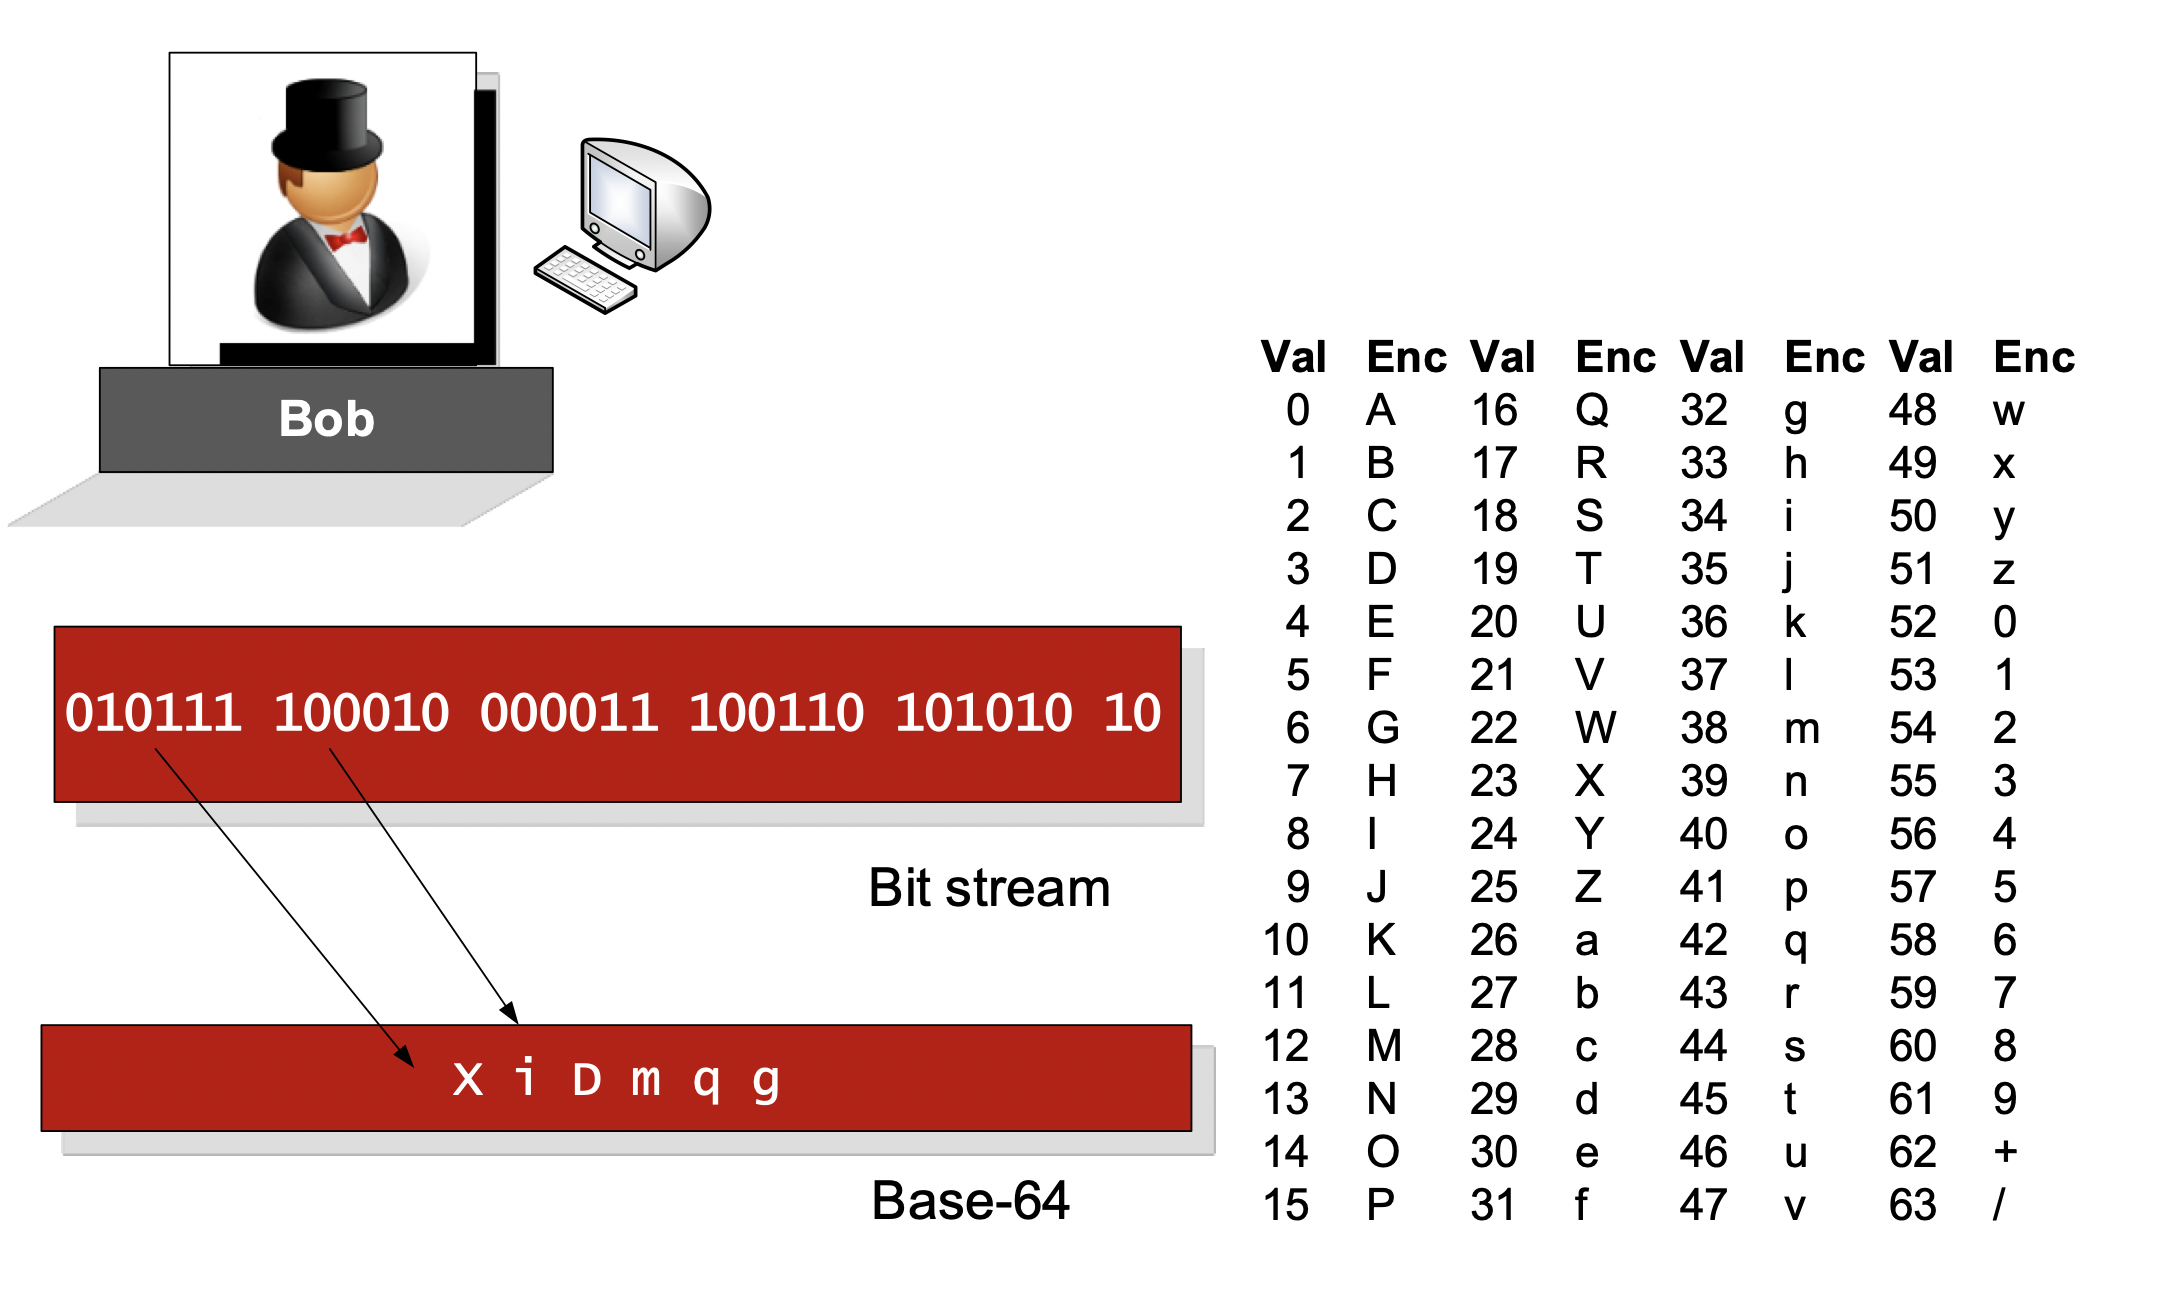 Bob
010111 100010 000011 100110 101010 10
Bit stream
X i D m q g
Base-64
Val Enc Val Enc Val Enc Val Enc
0 A 16 Q 32 g 48 w
1 B 17 R 33 h 49 x
2 C 18 S 34 i 50 y
3 D 19 T 35 j 51 z
4 E 20 U 36 k 52 0
5 F 21 V 37 l 53 1
6 G 22 W 38 m 54 2
7 H 23 X 39 n 55 3
8 I 24 Y 40 o 56 4
9 J 25 Z 41 p 57 5
10 K 26 a 42 q 58 6
11 L 27 b 43 r 59 7
12 M 28 c 44 s 60 8
13 N 29 d 45 t 61 9
14 O 30 e 46 u 62 +
15 P 31 f 47 v 63 /